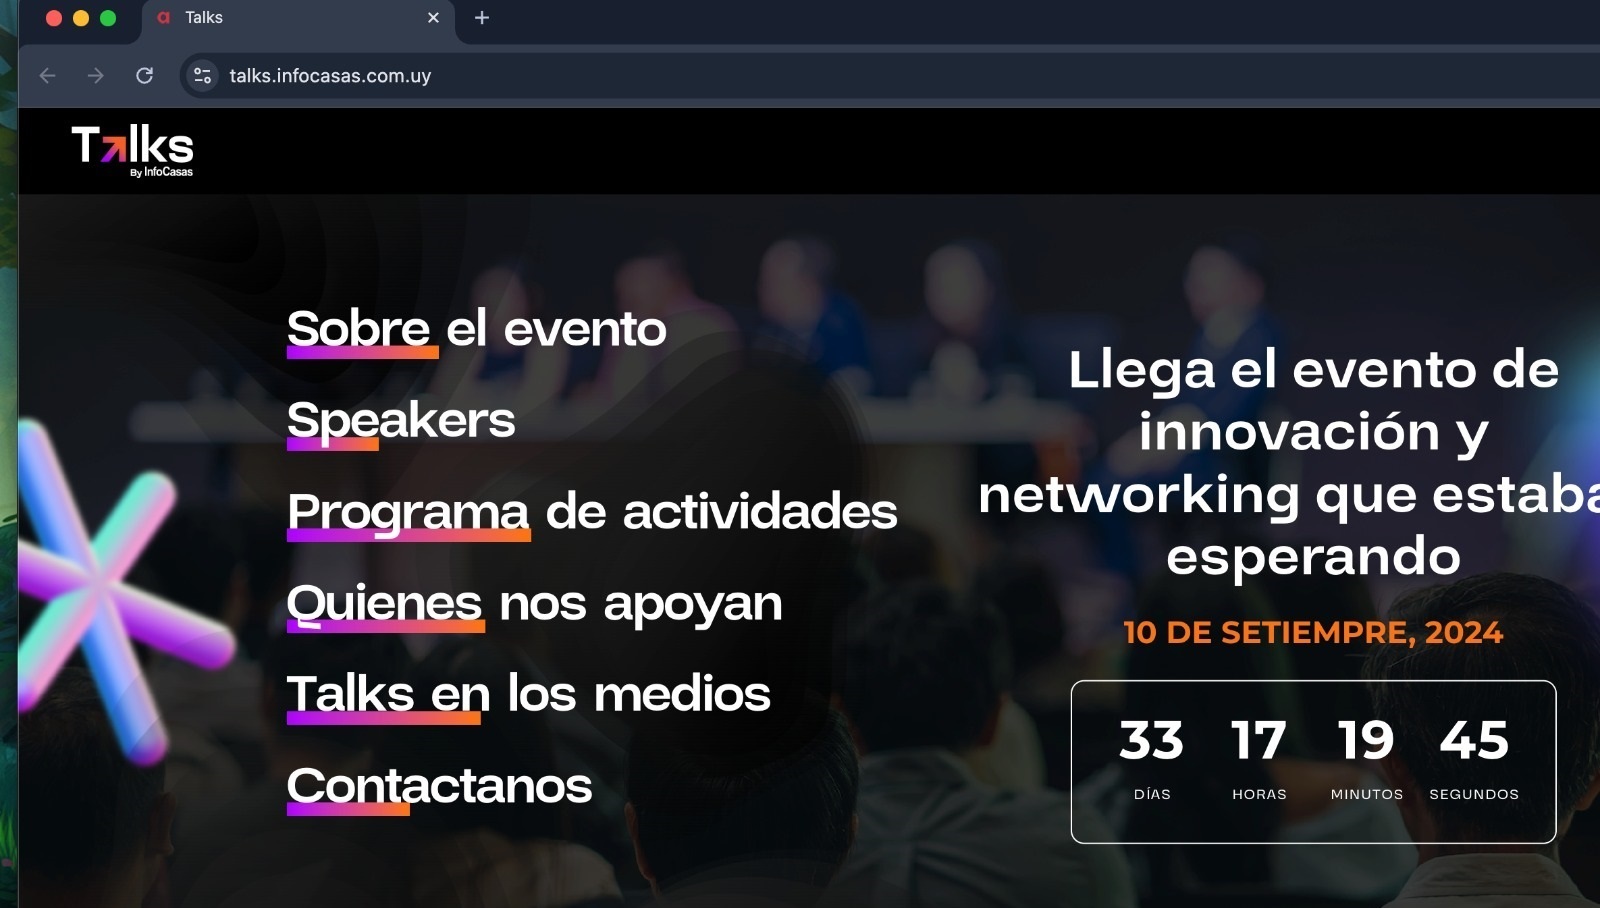 Talks
talks.infocasas.com.uy
Talks
By InfoCasas
Sobre el evento
Speakers
Programa de actividades
Quienes nos apoyan
Talks en los medios
Contactanos
Llega el evento de
innovación y
networking que estaba
esperando
10 DE SETIEMPRE, 2024
33 17 19 45
DÍAS HORAS MINUTOS SEGUNDOS